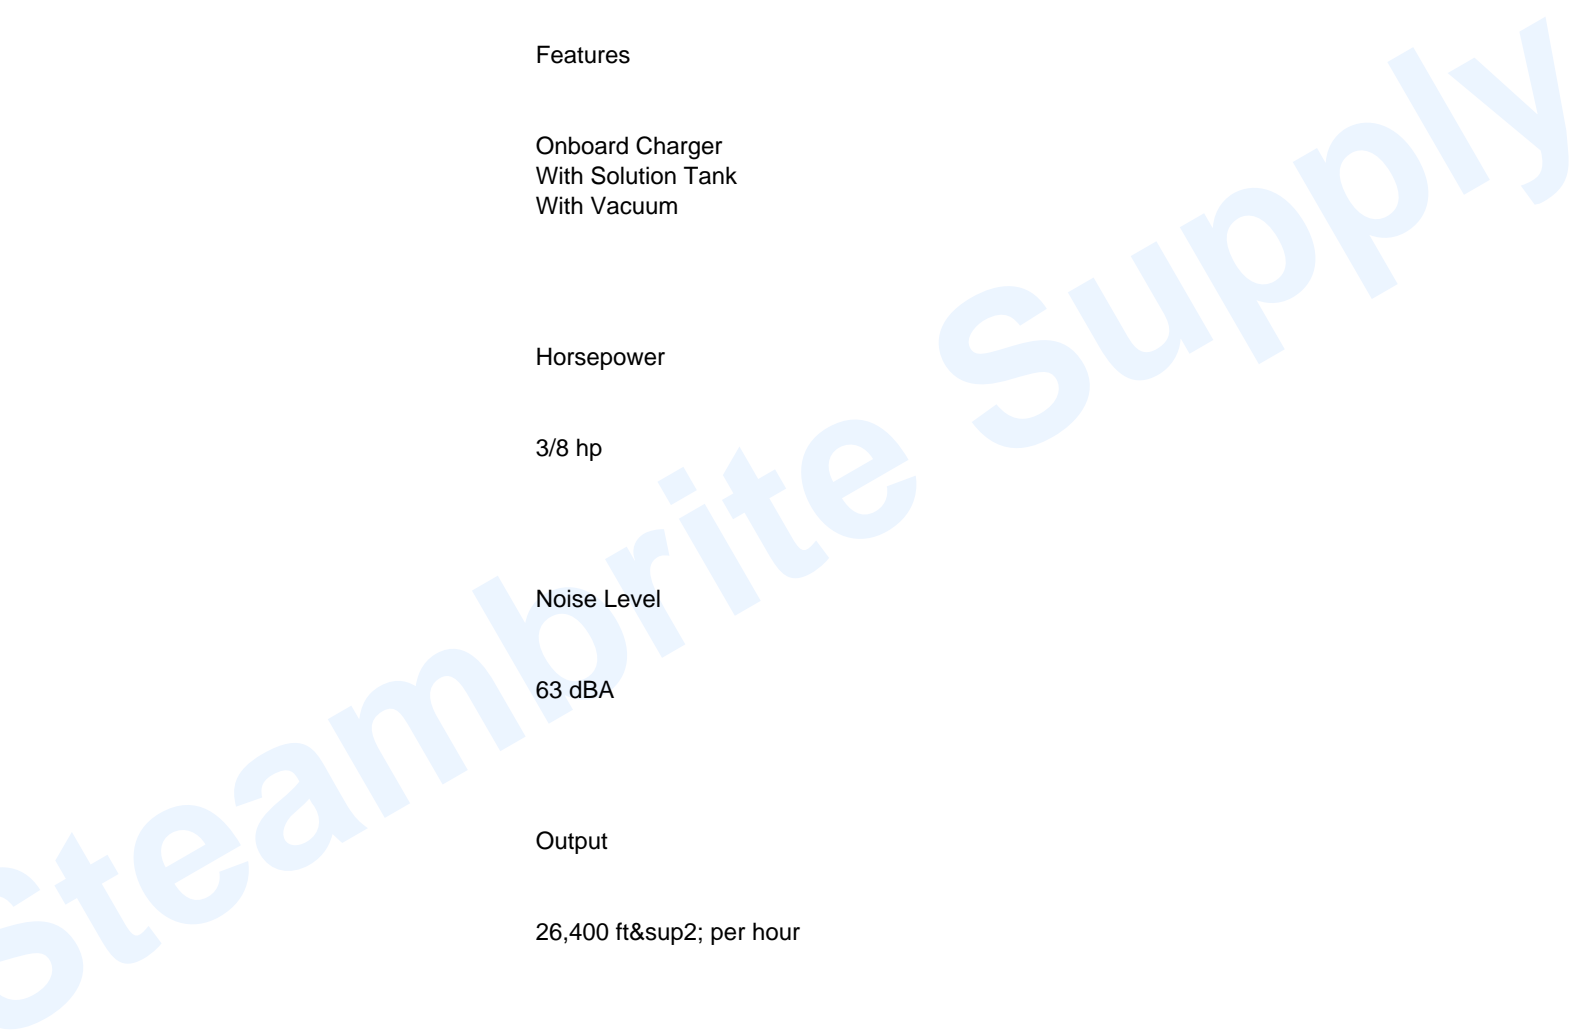 Features
Onboard Charger
With Solution Tank
With Vacuum
Horsepower
3/8 hp
Noise Level
63 dBA
Output
26,400 ft&sup2; per hour
Steambrite Supply